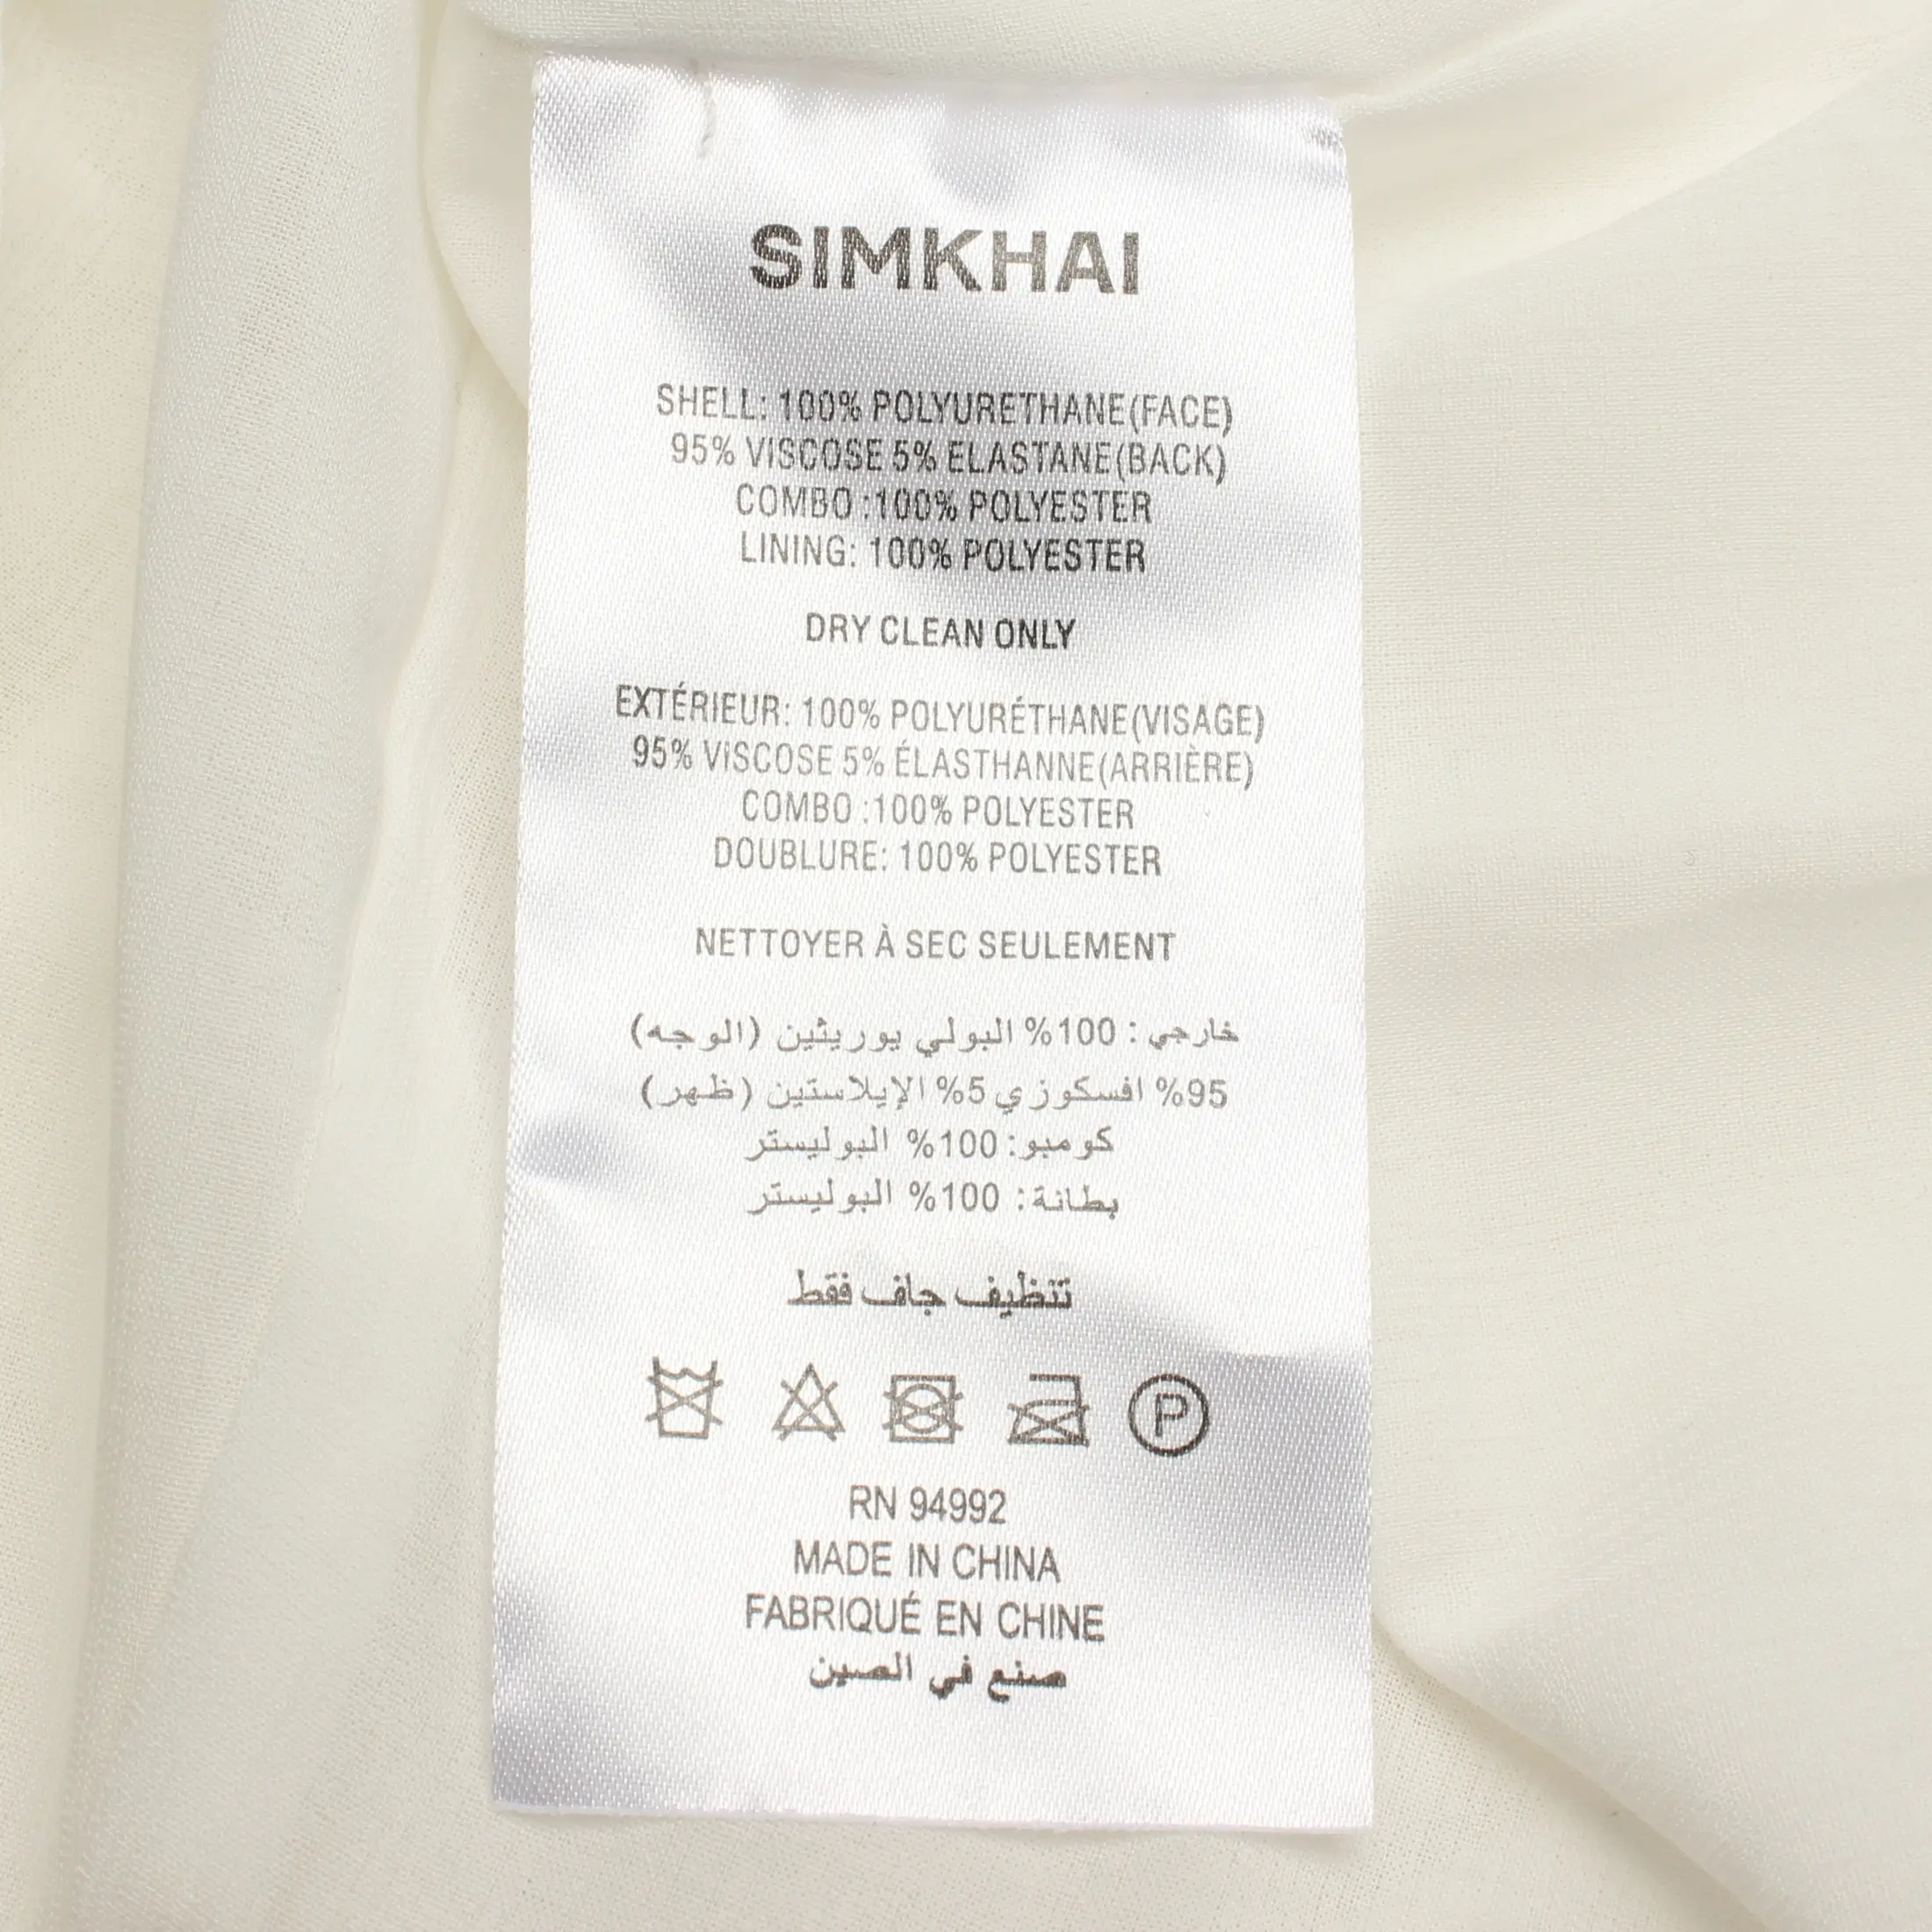 SIMKHAI
SHELL: 100% POLYURETHANE(FACE)
95% VISCOSE 5% ELASTANE(BACK)
COMBO :100% POLYESTER
LINING: 100% POLYESTER
DRY CLEAN ONLY
EXTÉRIEUR: 100% POLYURÉTHANE(VISAGE)
95% VISCOSE 5% ÉLASTHANNE(ARRIÈRE)
COMBO :100% POLYESTER
DOUBLURE: 100% POLYESTER
NETTOYER À SEC SEULEMENT
خارجي : 100% البولي يوريثين (الوجه)
95% افسكوزي 5% الإيلاستين (ظهر)
كومبو: 100% البوليستر
بطانة: 100% البوليستر
تنظيف جاف فقط
P
RN 94992
MADE IN CHINA
FABRIQUÉ EN CHINE
صنع في الصين